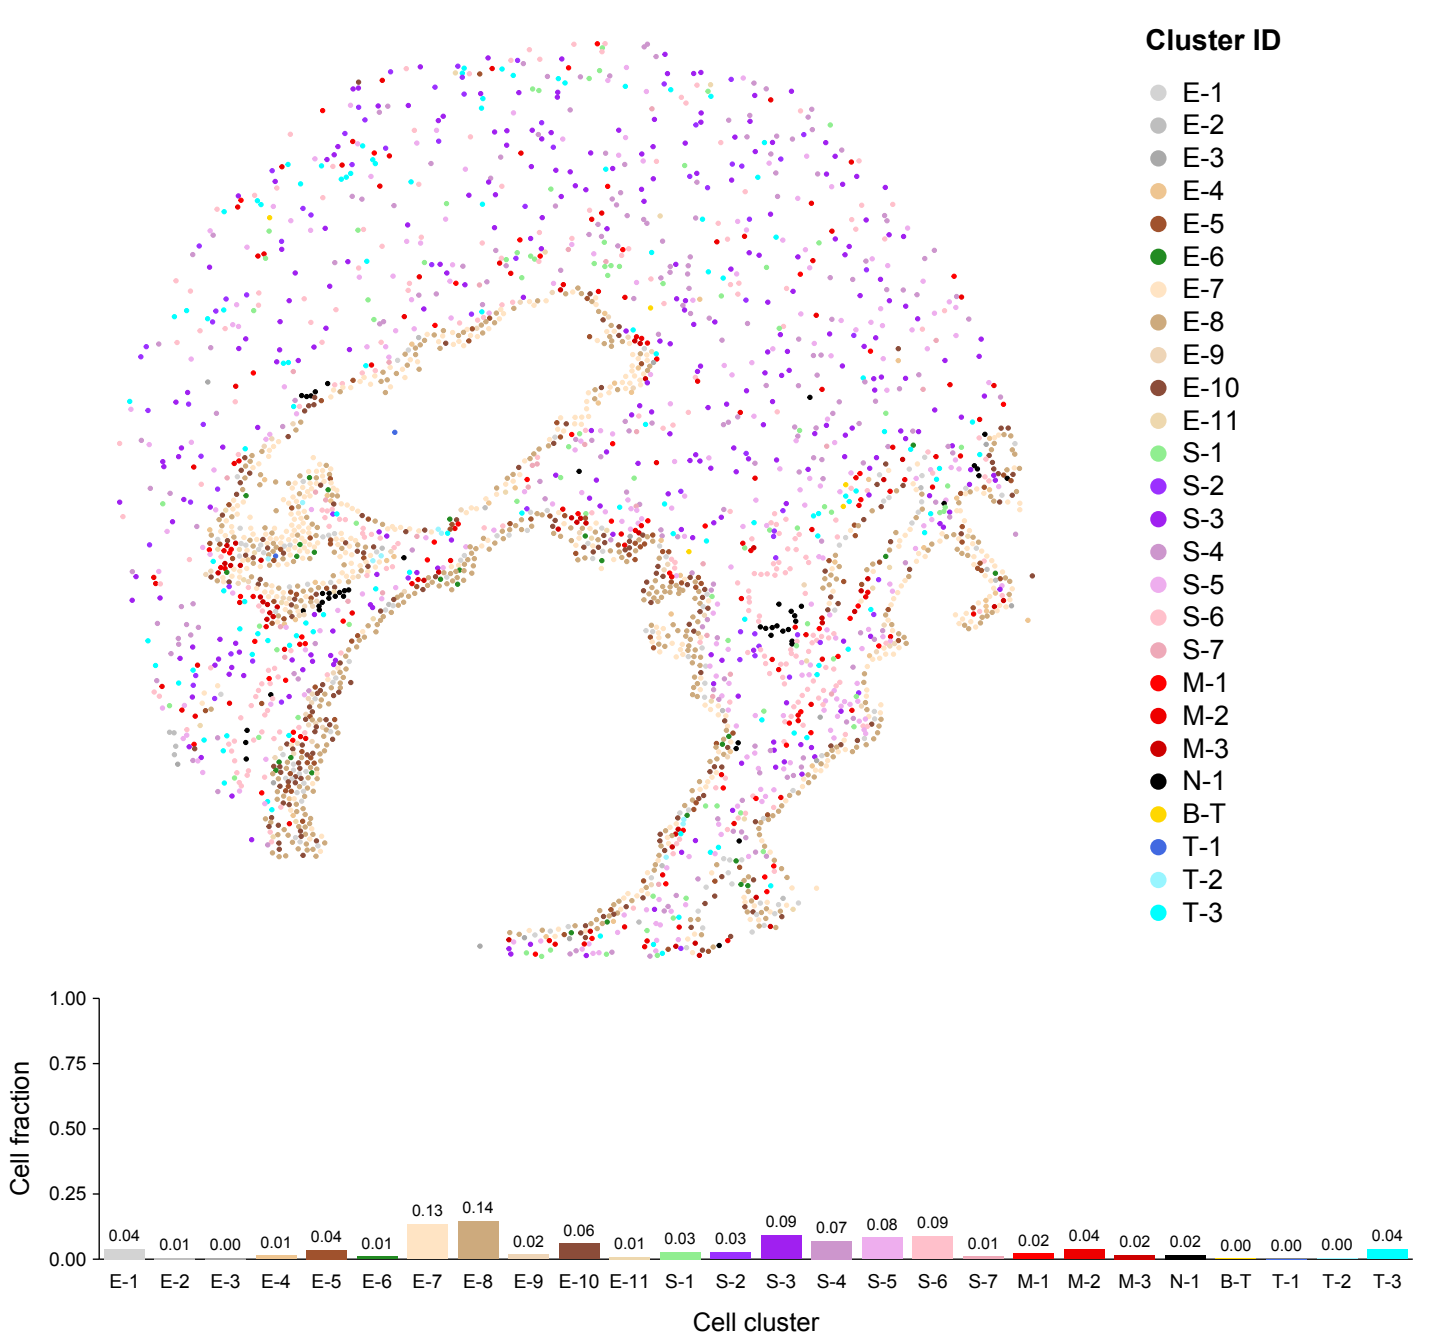 Cluster ID
E-1
E-2
E-3
E-4
E-5
E-6
E-7
E-8
E-9
E-10
E-11
S-1
S-2
S-3
S-4
S-5
S-6
S-7
M-1
M-2
M-3
N-1
B-T
T-1
T-2
T-3
1.00
0.75
0.50
0.25
0.00
Cell fraction
0.04 0.01 0.00 0.01 0.04 0.01 0.13 0.14 0.02 0.06 0.01 0.03 0.03 0.09 0.07 0.08 0.09 0.01 0.02 0.04 0.02 0.02 0.00 0.00 0.00 0.04
E-1 E-2 E-3 E-4 E-5 E-6 E-7 E-8 E-9 E-10 E-11 S-1 S-2 S-3 S-4 S-5 S-6 S-7 M-1 M-2 M-3 N-1 B-T T-1 T-2 T-3
Cell cluster